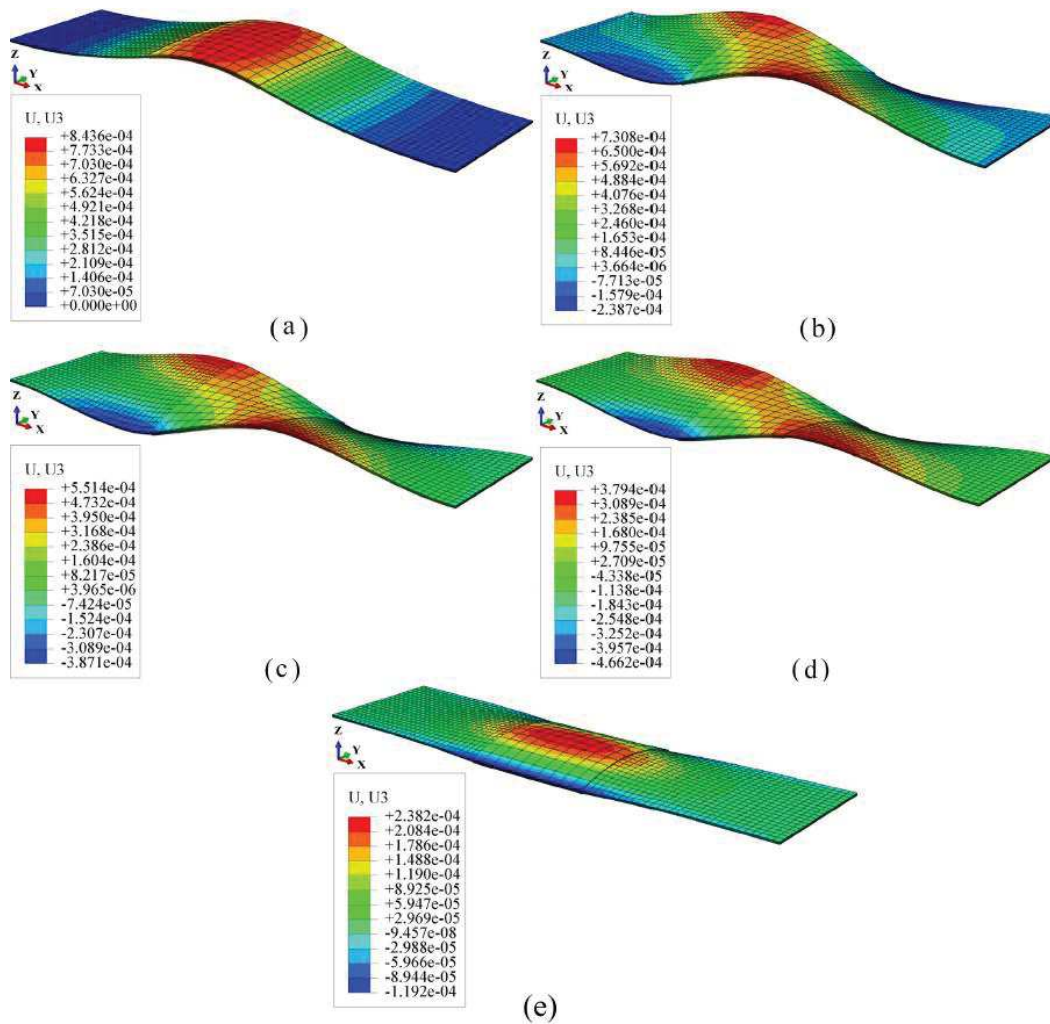 Z
Y
X
U, U3
+8.436e-04
+7.733e-04
+7.030e-04
+6.327e-04
+5.624e-04
+4.921e-04
+4.218e-04
+3.515e-04
+2.812e-04
+2.109e-04
+1.406e-04
+7.030e-05
+0.000e+00
(a)
Z
Y
X
U, U3
+7.308e-04
+6.500e-04
+5.692e-04
+4.884e-04
+4.076e-04
+3.268e-04
+2.460e-04
+1.653e-04
+8.446e-05
+3.664e-06
-7.713e-05
-1.579e-04
-2.387e-04
(b)
Z
Y
X
U, U3
+5.514e-04
+4.732e-04
+3.950e-04
+3.168e-04
+2.386e-04
+1.604e-04
+8.217e-05
+3.965e-06
-7.424e-05
-1.524e-04
-2.307e-04
-3.089e-04
-3.871e-04
(c)
Z
Y
X
U, U3
+3.794e-04
+3.089e-04
+2.385e-04
+1.680e-04
+9.755e-05
+2.709e-05
-4.338e-05
-1.138e-04
-1.843e-04
-2.548e-04
-3.252e-04
-3.957e-04
-4.662e-04
(d)
Z
Y
X
U, U3
+2.382e-04
+2.084e-04
+1.786e-04
+1.488e-04
+1.190e-04
+8.925e-05
+5.947e-05
+2.969e-05
-9.457e-08
-2.988e-05
-5.966e-05
-8.944e-05
-1.192e-04
(e)